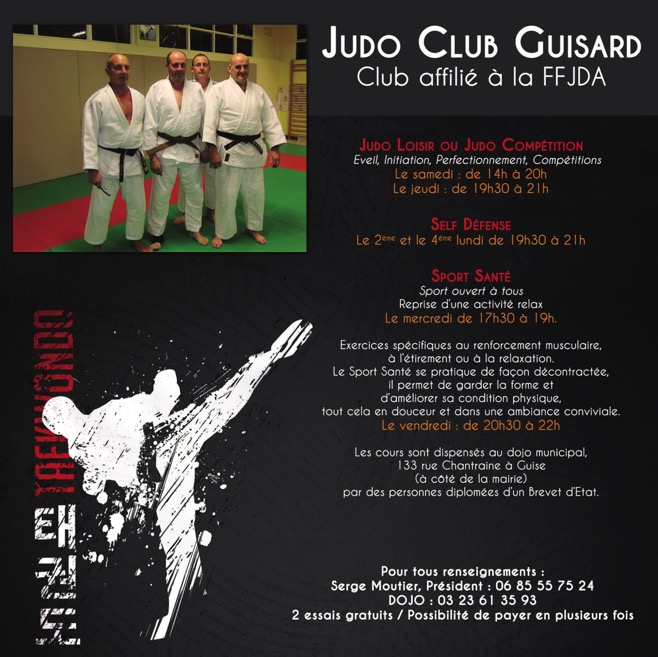 JUDO CLUB GUISARD
Club affilié à la FFJDA
JUDO LOISIR OU JUDO COMPÉTITION
Eveil, Initiation, Perfectionnement, Compétitions
Le samedi : de 14h à 20h
Le jeudi : de 19h30 à 21h
SELF DÉFENSE
Le 2ème et le 4ème lundi de 19h30 à 21h
SPORT SANTÉ
Sport ouvert à tous
Reprise d'une activité relax
Le mercredi de 17h30 à 19h.
Exercices spécifiques au renforcement musculaire,
à l'étirement ou à la relaxation.
Le Sport Santé se pratique de façon décontractée,
il permet de garder la forme et
d'améliorer sa condition physique,
tout cela en douceur et dans une ambiance conviviale.
Le vendredi : de 20h30 à 22h
Les cours sont dispensés au dojo municipal,
133 rue Chantraine à Guise
(à côté de la mairie)
par des personnes diplomées d'un Brevet d'Etat.
Pour tous renseignements :
Serge Moutier, Président : 06 85 55 75 24
DOJO : 03 23 61 35 93
2 essais gratuits / Possibilité de payer en plusieurs fois
TAEKWONDO